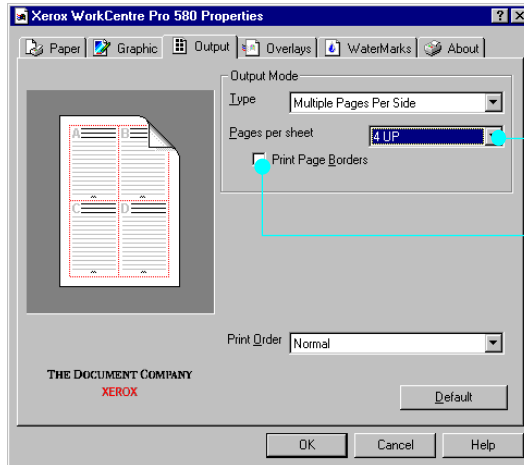 Xerox WorkCentre Pro 580 Properties
Paper Graphic Output Overlays WaterMarks About
Output Mode
Type Multiple Pages Per Side
Pages per sheet 4 UP
Print Page Borders
A B
C D
Print Order Normal
THE DOCUMENT COMPANY
XEROX
Default
OK Cancel Help